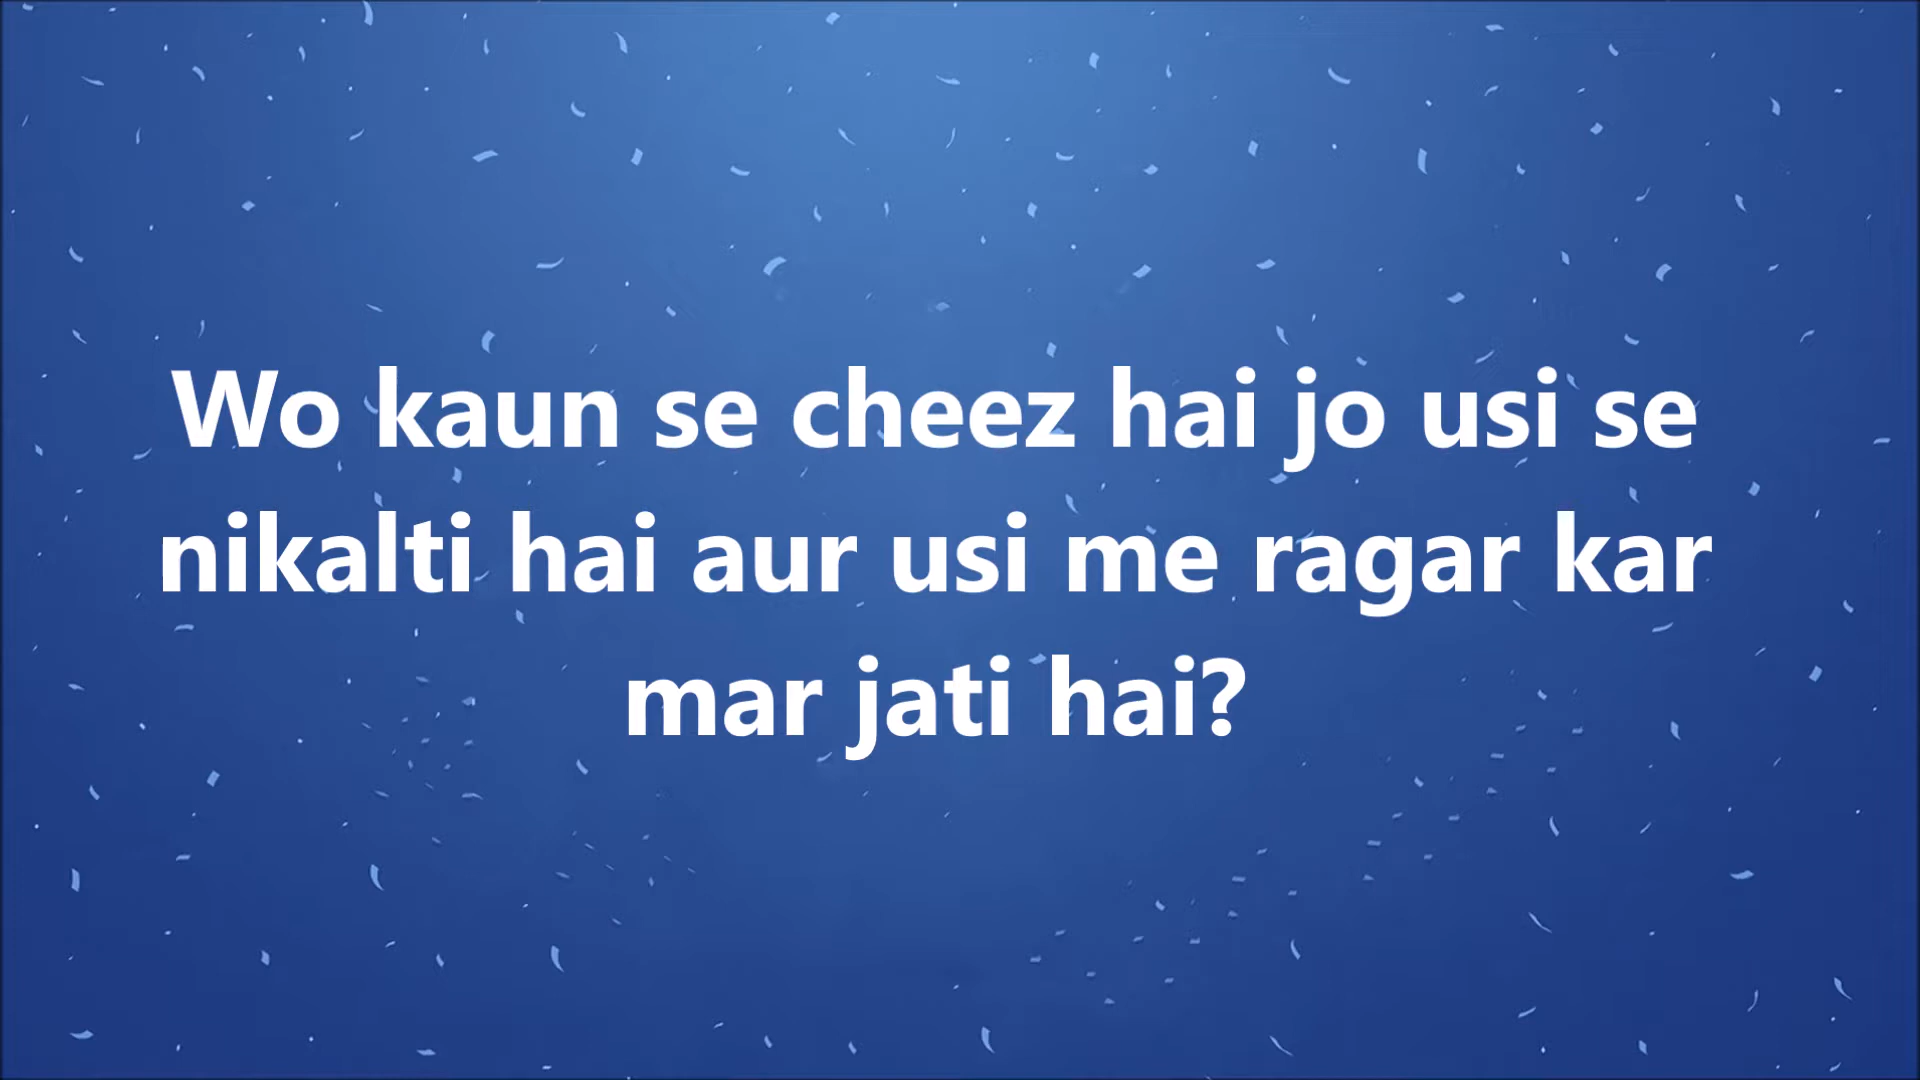 Wo kaun se cheez hai jo usi se
nikalti hai aur usi me ragar kar
mar jati hai?